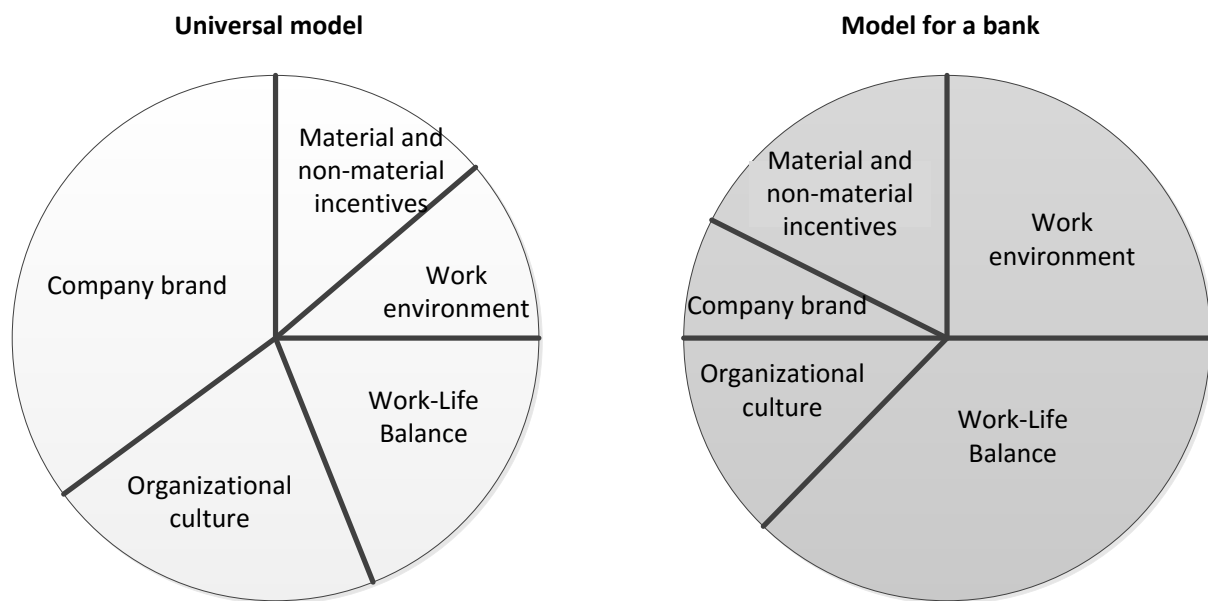 Universal model
Material and
non-material
incentives
Company brand
Work
environment
Work-Life
Balance
Organizational
culture
Model for a bank
Material and
non-material
incentives
Work
environment
Company brand
Organizational
culture
Work-Life
Balance